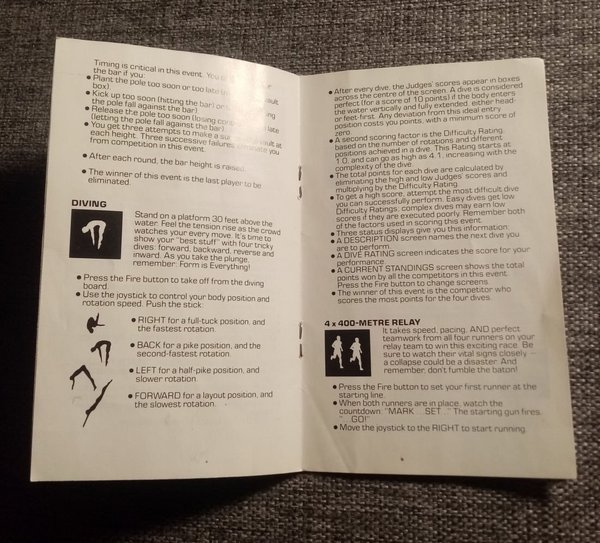 Timing is critical in this event. You
the bar if you:
● Plant the pole too soon or too late
box).
● Kick up too soon (hitting the bar) or
the pole fall against the bar).
● Release the pole too soon (losing late
(letting the pole fall against the bar).
● You get three attempts to make a vault at
each height. Three successive failures you
from competition in this event.
● After each round, the bar height is raised.
● The winner of this event is the last player to be
eliminated.
DIVING
Stand on a platform 30 feet above the
water. Feel the tension rise as the crowd
watches your every move. It's time to
show your "best stuff" with four tricky
dives: forward, backward, reverse and
inward. As you take the plunge,
remember: Form is Everything!
● Press the Fire button to take off from the diving
board.
● Use the joystick to control your body position and
rotation speed. Push the stick:
● RIGHT for a full-tuck position, and
the fastest rotation.
● BACK for a pike position, and the
second-fastest rotation.
● LEFT for a half-pike position, and
slower rotation.
● FORWARD for a layout position, and
the slowest rotation.
● After every dive, the Judges' scores appear in boxes
across the centre of the screen. A dive is considered
perfect (for a score of 10 points) if the body enters
the water vertically and fully extended, either head-
or feet-first. Any deviation from this ideal entry
position costs you points, with a minimum score of
zero.
● A second scoring factor is the Difficulty Rating,
based on the number of rotations and different
positions achieved in a dive. This Rating starts at
1.0, and can go as high as 4.1, increasing with the
complexity of the dive.
● The total points for each dive are calculated by
eliminating the high and low Judges' scores and
multiplying by the Difficulty Rating.
● To get a high score, attempt the most difficult dive
you can successfully perform. Easy dives get low
Difficulty Ratings; complex dives may earn low
scores if they are executed poorly. Remember both
of the factors used in scoring this event.
● Three status displays give you this information:
● A DESCRIPTION screen names the next dive you
are to perform.
● A DIVE RATING screen indicates the score for your
performance.
● A CURRENT STANDINGS screen shows the total
points won by all the competitors in this event.
Press the Fire button to change screens.
● The winner of this event is the competitor who
scores the most points for the four dives.
4 x 400-METRE RELAY
It takes speed, pacing, AND perfect
teamwork from all four runners on your
relay team to win this exciting race. Be
sure to watch their vital signs closely —
a collapse could be a disaster. And
remember: don't fumble the baton!
● Press the Fire button to set your first runner at the
starting line.
● When both runners are in place, watch the
countdown: "MARK...SET..." The starting gun fires.
"...GO!"
● Move the joystick to the RIGHT to start running.